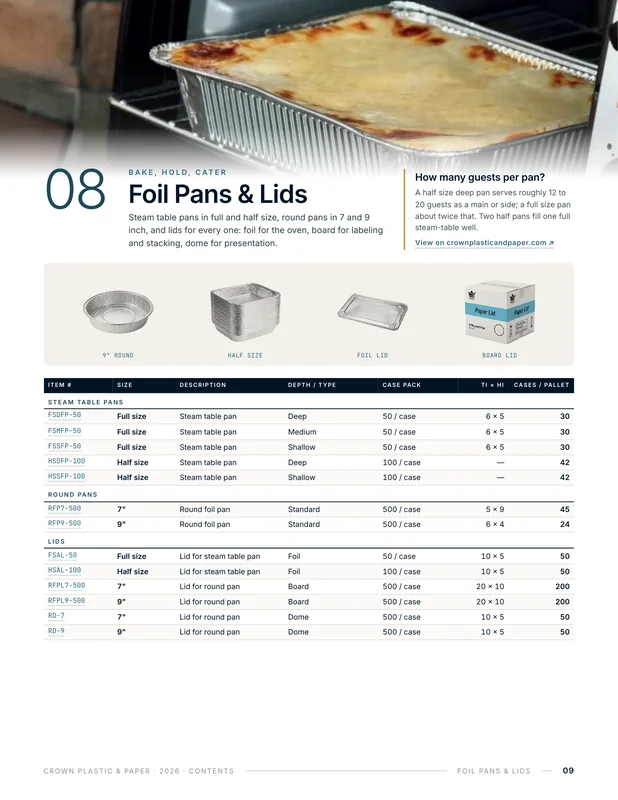 08
BAKE, HOLD, CATER
Foil Pans & Lids
Steam table pans in full and half size, round pans in 7 and 9
inch, and lids for every one: foil for the oven, board for labeling
and stacking, dome for presentation.
How many guests per pan?
A half size deep pan serves roughly 12 to
20 guests as a main or side; a full size pan
about twice that. Two half pans fill one full
steam-table well.
View on crownplasticandpaper.com ↗
Paper Lid
Paper Lid
9" ROUND
HALF SIZE
FOIL LID
BOARD LID
ITEM # SIZE DESCRIPTION DEPTH / TYPE CASE PACK TI × HI CASES / PALLET
STEAM TABLE PANS
FSDFP-50 Full size Steam table pan Deep 50 / case 6 × 5 30
FSMFP-50 Full size Steam table pan Medium 50 / case 6 × 5 30
FSSFP-50 Full size Steam table pan Shallow 50 / case 6 × 5 30
HSDFP-100 Half size Steam table pan Deep 100 / case — 42
HSSFP-100 Half size Steam table pan Shallow 100 / case — 42
ROUND PANS
RFP7-500 7" Round foil pan Standard 500 / case 5 × 9 45
RFP9-500 9" Round foil pan Standard 500 / case 6 × 4 24
LIDS
FSAL-50 Full size Lid for steam table pan Foil 50 / case 10 × 5 50
HSAL-100 Half size Lid for steam table pan Foil 100 / case 10 × 5 50
RFPL7-500 7" Lid for round pan Board 500 / case 20 × 10 200
RFPL9-500 9" Lid for round pan Board 500 / case 20 × 10 200
RD-7 7" Lid for round pan Dome 500 / case 10 × 5 50
RD-9 9" Lid for round pan Dome 500 / case 10 × 5 50
CROWN PLASTIC & PAPER · 2026 · CONTENTS
FOIL PANS & LIDS — 09